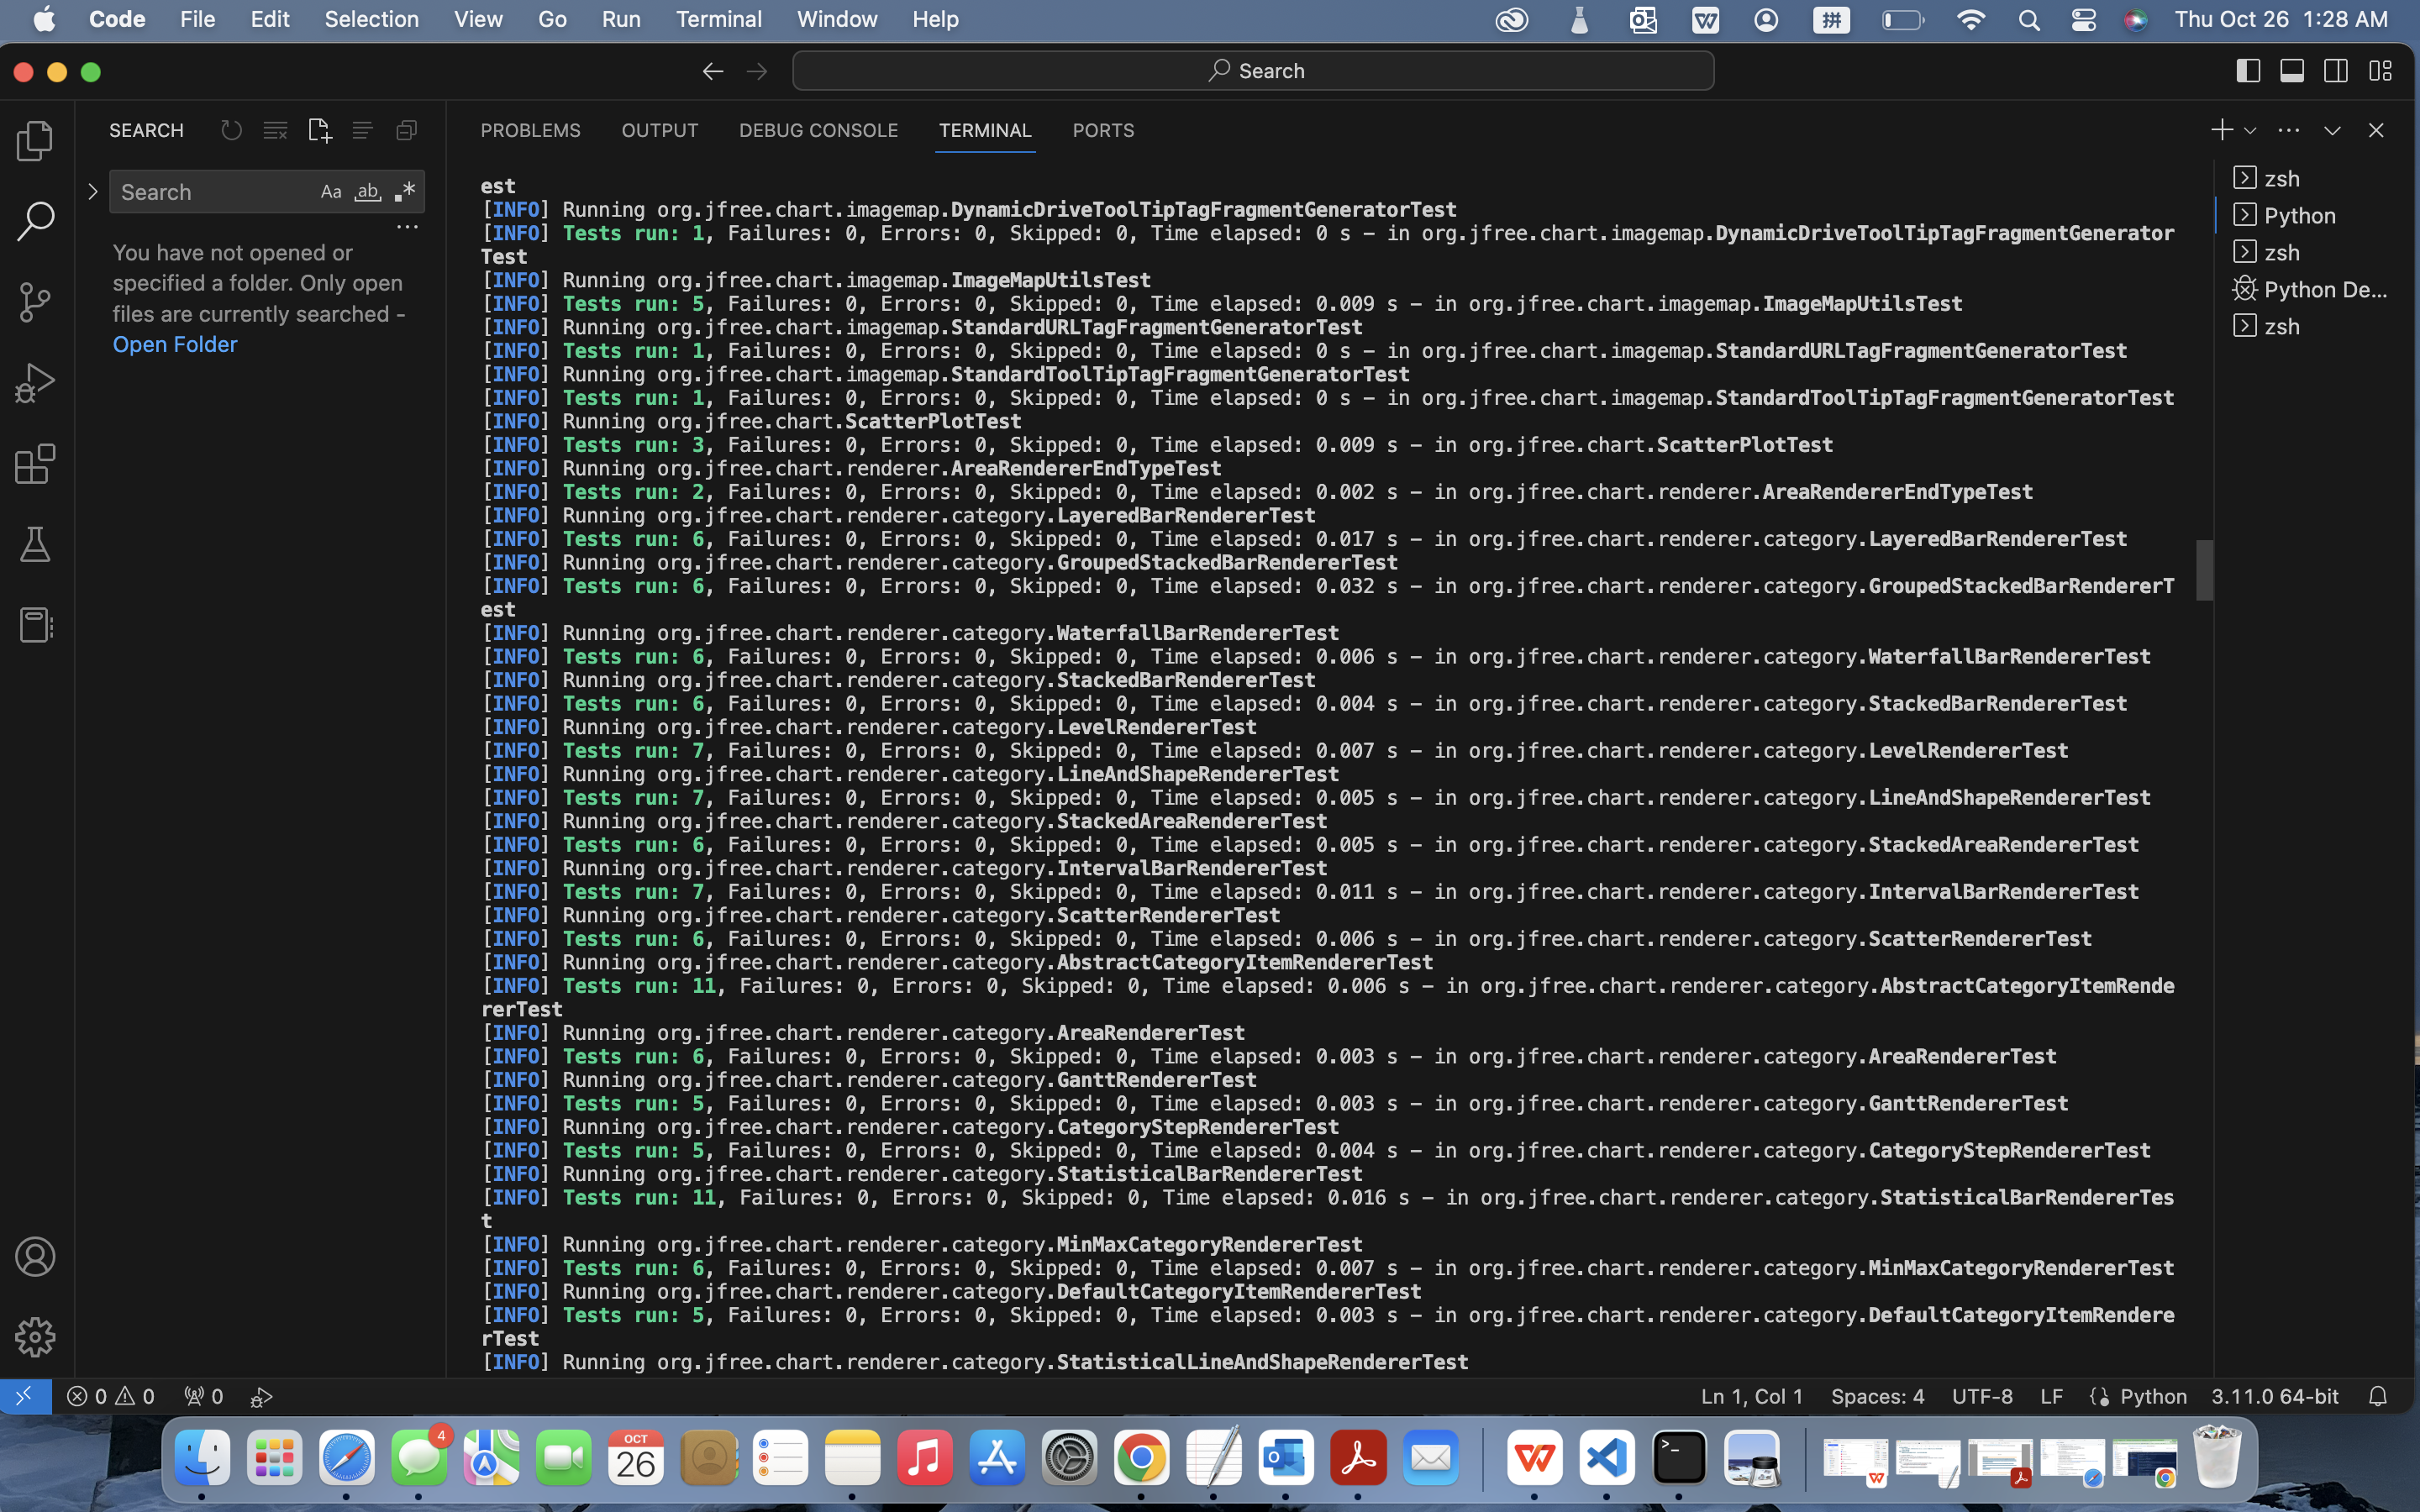 Code File Edit Selection View Go Run Terminal Window Help 拼 Thu Oct 26 1:28 AM
Search
SEARCH
PROBLEMS OUTPUT DEBUG CONSOLE TERMINAL PORTS
Search Aa ab
You have not opened or
specified a folder. Only open
files are currently searched -
Open Folder
est
[INFO] Running org.jfree.chart.imagemap.DynamicDriveToolTipTagFragmentGeneratorTest
[INFO] Tests run: 1, Failures: 0, Errors: 0, Skipped: 0, Time elapsed: 0 s - in org.jfree.chart.imagemap.DynamicDriveToolTipTagFragmentGenerator
Test
[INFO] Running org.jfree.chart.imagemap.ImageMapUtilsTest
[INFO] Tests run: 5, Failures: 0, Errors: 0, Skipped: 0, Time elapsed: 0.009 s - in org.jfree.chart.imagemap.ImageMapUtilsTest
[INFO] Running org.jfree.chart.imagemap.StandardURLTagFragmentGeneratorTest
[INFO] Tests run: 1, Failures: 0, Errors: 0, Skipped: 0, Time elapsed: 0 s - in org.jfree.chart.imagemap.StandardURLTagFragmentGeneratorTest
[INFO] Running org.jfree.chart.imagemap.StandardToolTipTagFragmentGeneratorTest
[INFO] Tests run: 1, Failures: 0, Errors: 0, Skipped: 0, Time elapsed: 0 s - in org.jfree.chart.imagemap.StandardToolTipTagFragmentGeneratorTest
[INFO] Running org.jfree.chart.ScatterPlotTest
[INFO] Tests run: 3, Failures: 0, Errors: 0, Skipped: 0, Time elapsed: 0.009 s - in org.jfree.chart.ScatterPlotTest
[INFO] Running org.jfree.chart.renderer.AreaRendererEndTypeTest
[INFO] Tests run: 2, Failures: 0, Errors: 0, Skipped: 0, Time elapsed: 0.002 s - in org.jfree.chart.renderer.AreaRendererEndTypeTest
[INFO] Running org.jfree.chart.renderer.category.LayeredBarRendererTest
[INFO] Tests run: 6, Failures: 0, Errors: 0, Skipped: 0, Time elapsed: 0.017 s - in org.jfree.chart.renderer.category.LayeredBarRendererTest
[INFO] Running org.jfree.chart.renderer.category.GroupedStackedBarRendererTest
[INFO] Tests run: 6, Failures: 0, Errors: 0, Skipped: 0, Time elapsed: 0.032 s - in org.jfree.chart.renderer.category.GroupedStackedBarRendererT
est
[INFO] Running org.jfree.chart.renderer.category.WaterfallBarRendererTest
[INFO] Tests run: 6, Failures: 0, Errors: 0, Skipped: 0, Time elapsed: 0.006 s - in org.jfree.chart.renderer.category.WaterfallBarRendererTest
[INFO] Running org.jfree.chart.renderer.category.StackedBarRendererTest
[INFO] Tests run: 6, Failures: 0, Errors: 0, Skipped: 0, Time elapsed: 0.004 s - in org.jfree.chart.renderer.category.StackedBarRendererTest
[INFO] Running org.jfree.chart.renderer.category.LevelRendererTest
[INFO] Tests run: 7, Failures: 0, Errors: 0, Skipped: 0, Time elapsed: 0.007 s - in org.jfree.chart.renderer.category.LevelRendererTest
[INFO] Running org.jfree.chart.renderer.category.LineAndShapeRendererTest
[INFO] Tests run: 7, Failures: 0, Errors: 0, Skipped: 0, Time elapsed: 0.005 s - in org.jfree.chart.renderer.category.LineAndShapeRendererTest
[INFO] Running org.jfree.chart.renderer.category.StackedAreaRendererTest
[INFO] Tests run: 6, Failures: 0, Errors: 0, Skipped: 0, Time elapsed: 0.005 s - in org.jfree.chart.renderer.category.StackedAreaRendererTest
[INFO] Running org.jfree.chart.renderer.category.IntervalBarRendererTest
[INFO] Tests run: 7, Failures: 0, Errors: 0, Skipped: 0, Time elapsed: 0.011 s - in org.jfree.chart.renderer.category.IntervalBarRendererTest
[INFO] Running org.jfree.chart.renderer.category.ScatterRendererTest
[INFO] Tests run: 6, Failures: 0, Errors: 0, Skipped: 0, Time elapsed: 0.006 s - in org.jfree.chart.renderer.category.ScatterRendererTest
[INFO] Running org.jfree.chart.renderer.category.AbstractCategoryItemRendererTest
[INFO] Tests run: 11, Failures: 0, Errors: 0, Skipped: 0, Time elapsed: 0.006 s - in org.jfree.chart.renderer.category.AbstractCategoryItemRende
rerTest
[INFO] Running org.jfree.chart.renderer.category.AreaRendererTest
[INFO] Tests run: 6, Failures: 0, Errors: 0, Skipped: 0, Time elapsed: 0.003 s - in org.jfree.chart.renderer.category.AreaRendererTest
[INFO] Running org.jfree.chart.renderer.category.GanttRendererTest
[INFO] Tests run: 5, Failures: 0, Errors: 0, Skipped: 0, Time elapsed: 0.003 s - in org.jfree.chart.renderer.category.GanttRendererTest
[INFO] Running org.jfree.chart.renderer.category.CategoryStepRendererTest
[INFO] Tests run: 5, Failures: 0, Errors: 0, Skipped: 0, Time elapsed: 0.004 s - in org.jfree.chart.renderer.category.CategoryStepRendererTest
[INFO] Running org.jfree.chart.renderer.category.StatisticalBarRendererTest
[INFO] Tests run: 11, Failures: 0, Errors: 0, Skipped: 0, Time elapsed: 0.016 s - in org.jfree.chart.renderer.category.StatisticalBarRendererTes
t
[INFO] Running org.jfree.chart.renderer.category.MinMaxCategoryRendererTest
[INFO] Tests run: 6, Failures: 0, Errors: 0, Skipped: 0, Time elapsed: 0.007 s - in org.jfree.chart.renderer.category.MinMaxCategoryRendererTest
[INFO] Running org.jfree.chart.renderer.category.DefaultCategoryItemRendererTest
[INFO] Tests run: 5, Failures: 0, Errors: 0, Skipped: 0, Time elapsed: 0.003 s - in org.jfree.chart.renderer.category.DefaultCategoryItemRendere
rTest
[INFO] Running org.jfree.chart.renderer.category.StatisticalLineAndShapeRendererTest
zsh
Python
zsh
Python De...
zsh
0 0 0 Ln 1, Col 1 Spaces: 4 UTF-8 LF Python 3.11.0 64-bit
4
OCT
26